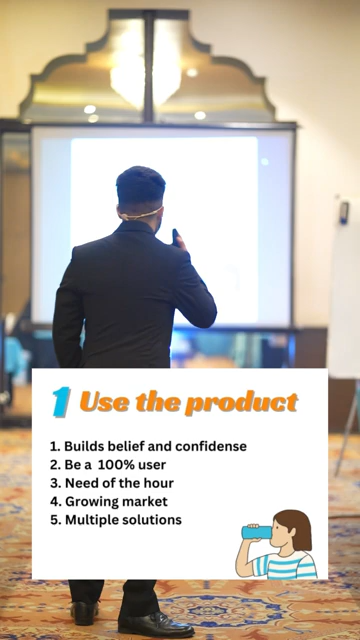 1 Use the product
1. Builds belief and confidense
2. Be a 100% user
3. Need of the hour
4. Growing market
5. Multiple solutions